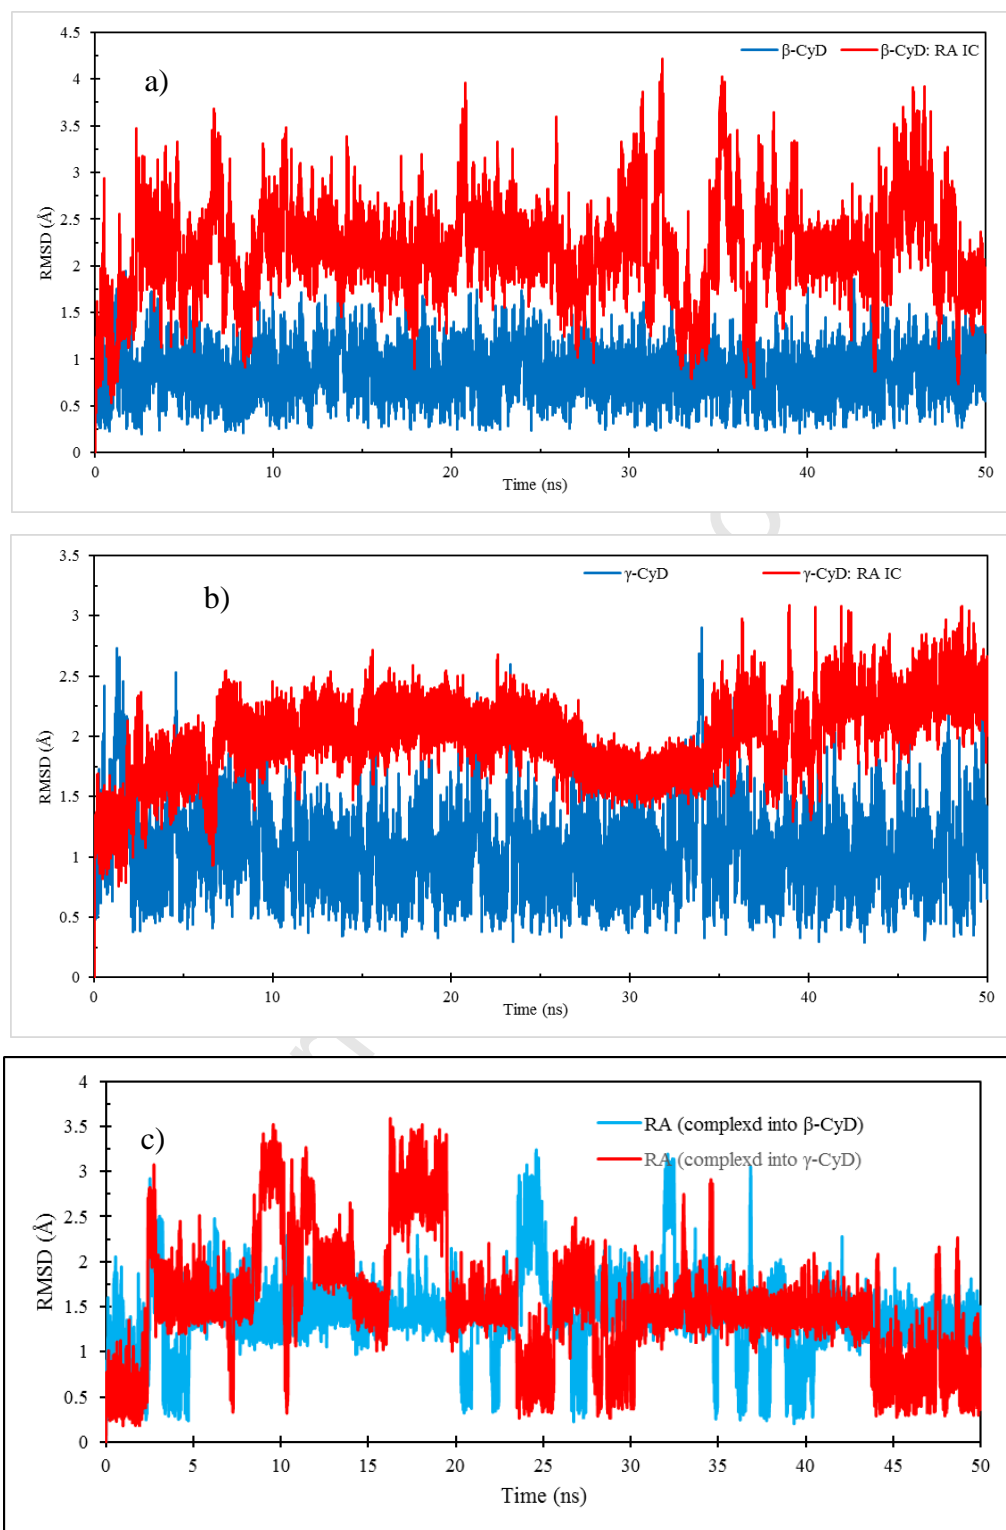 a)
β-CyD
β-CyD: RA IC
4.5
4
3.5
3
2.5
2
1.5
1
0.5
0
RMSD (Å)
0 10 20 30 40 50
Time (ns)
b)
γ-CyD
γ-CyD: RA IC
3.5
3
2.5
2
1.5
1
0.5
0
RMSD (Å)
0 10 20 30 40 50
Time (ns)
c)
RA (complexd into β-CyD)
RA (complexd into γ-CyD)
4
3.5
3
2.5
2
1.5
1
0.5
0
RMSD (Å)
0 5 10 15 20 25 30 35 40 45 50
Time (ns)